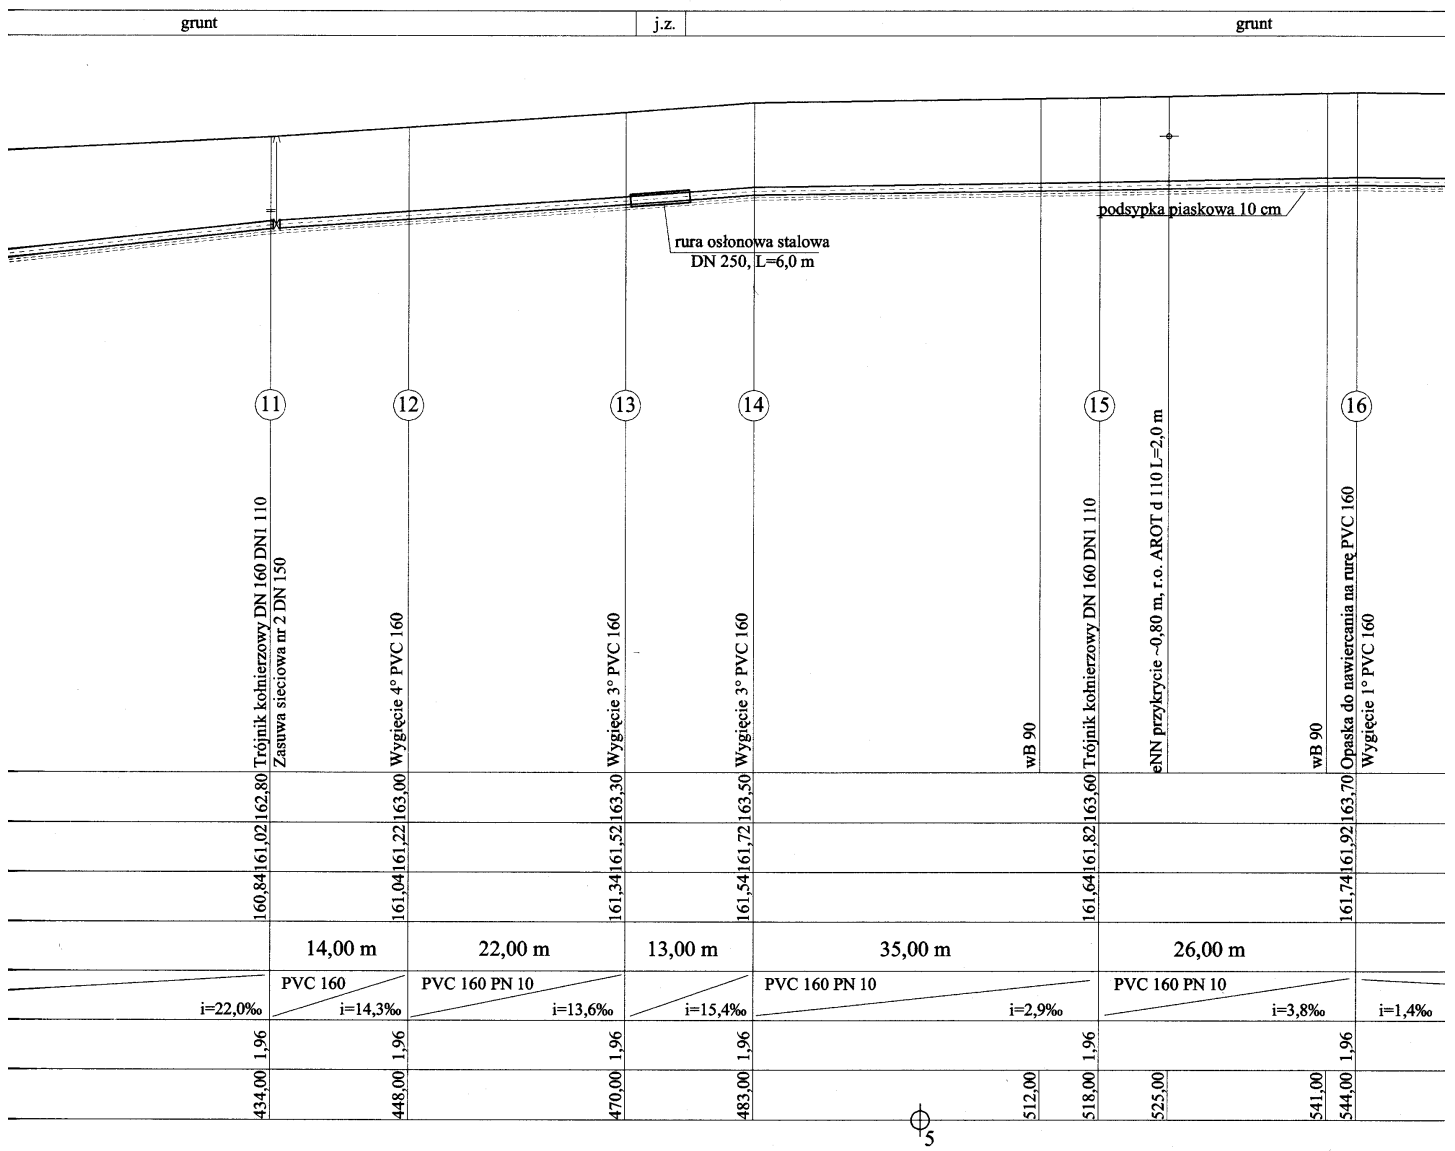 grunt
j.z.
grunt
podsypka piaskowa 10 cm
rura osłonowa stalowa
DN 250, L=6,0 m
11
12
13
14
15
16
Trójnik kołnierzowy DN 160 DN1 110
Zasuwa sieciowa nr 2 DN 150
Wygięcie 4° PVC 160
Wygięcie 3° PVC 160
Wygięcie 3° PVC 160
wB 90
Trójnik kołnierzowy DN 160 DN1 110
eNN przykrycie ~0,80 m, r.o. AROT d 110 L=2,0 m
wB 90
Opaska do nawiercania na rurę PVC 160
Wygięcie 1° PVC 160
162,80
163,00
163,30
163,50
163,60
163,70
161,02
161,22
161,52
161,72
161,82
161,92
160,84
161,04
161,34
161,54
161,64
161,74
14,00 m
22,00 m
13,00 m
35,00 m
26,00 m
PVC 160
PVC 160 PN 10
PVC 160 PN 10
PVC 160 PN 10
i=22,0‰
i=14,3‰
i=13,6‰
i=15,4‰
i=2,9‰
i=3,8‰
i=1,4‰
1,96
1,96
1,96
1,96
1,96
1,96
434,00
448,00
470,00
483,00
512,00
518,00
525,00
541,00
544,00
5